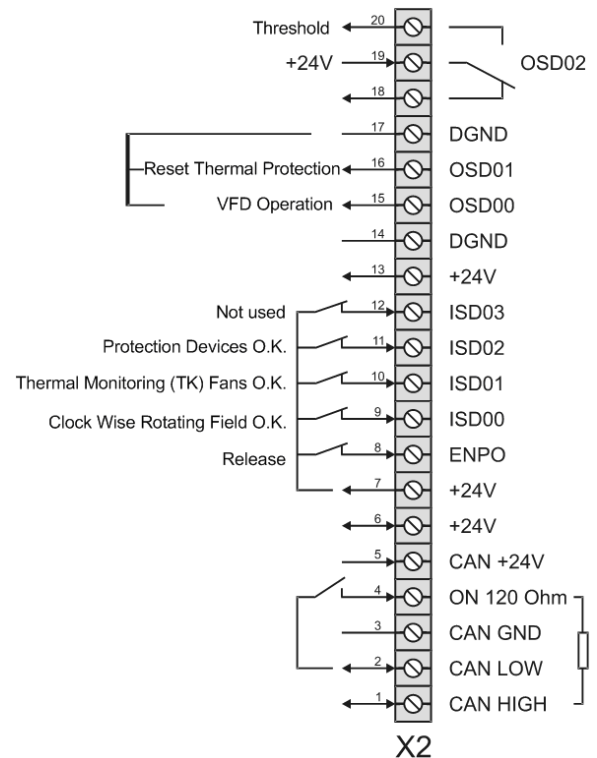 Threshold 20
+24V 19 OSD02
18
17 DGND
Reset Thermal Protection 16 OSD01
VFD Operation 15 OSD00
14 DGND
13 +24V
Not used 12 ISD03
Protection Devices O.K. 11 ISD02
Thermal Monitoring (TK) Fans O.K. 10 ISD01
Clock Wise Rotating Field O.K. 9 ISD00
Release 8 ENPO
7 +24V
6 +24V
5 CAN +24V
4 ON 120 Ohm
3 CAN GND
2 CAN LOW
1 CAN HIGH
X2